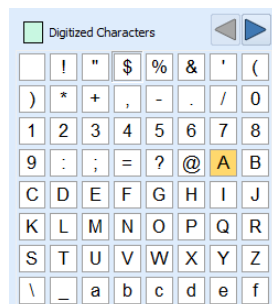 Digitized Characters
! " $ % & ' (
) * + , - . / 0
1 2 3 4 5 6 7 8
9 : ; = ? @ A B
C D E F G H I J
K L M N O P Q R
S T U V W X Y Z
\ _ a b c d e f